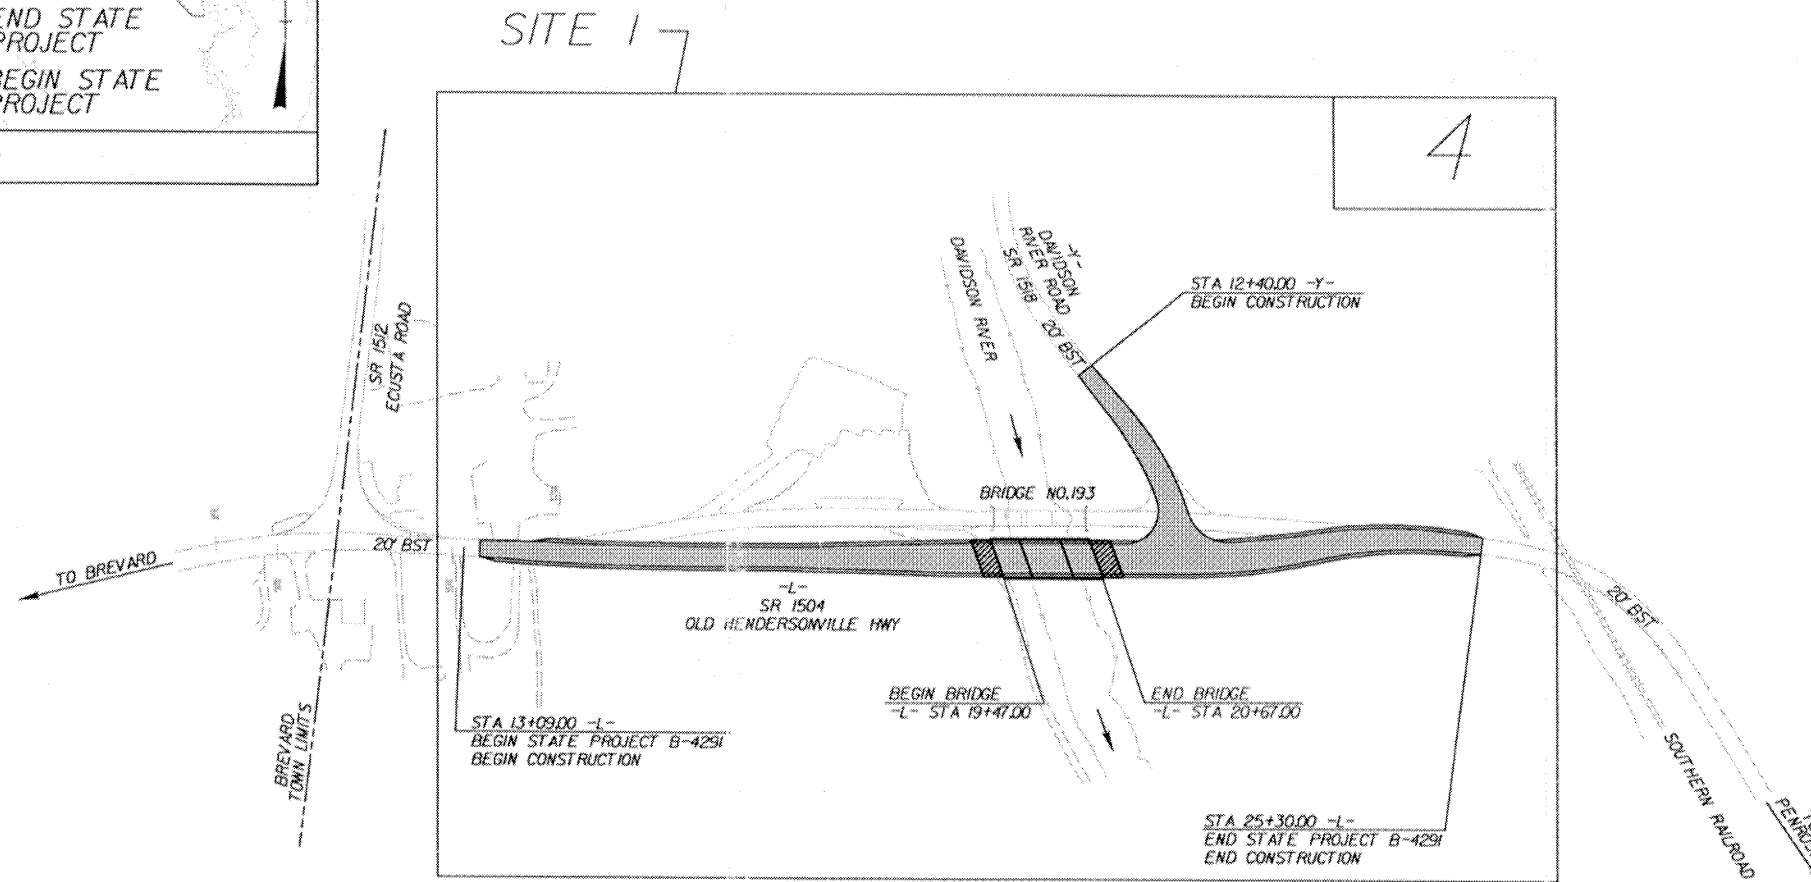 END STATE
PROJECT
BEGIN STATE
PROJECT
SITE 1
4
-Y-
DAVIDSON
RIVER ROAD
SR 1518
20' BST
DAVIDSON RIVER
STA 12+40.00 -Y-
BEGIN CONSTRUCTION
SR 1512
ECUSTA ROAD
BRIDGE NO.193
TO BREVARD
20' BST
-L-
SR 1504
OLD HENDERSONVILLE HWY
20' BST
BEGIN BRIDGE
-L- STA 19+47.00
END BRIDGE
-L- STA 20+67.00
STA 13+09.00 -L-
BEGIN STATE PROJECT B-4291
BEGIN CONSTRUCTION
BREVARD
TOWN LIMITS
SOUTHERN RAILROAD
STA 25+30.00 -L-
END STATE PROJECT B-4291
END CONSTRUCTION